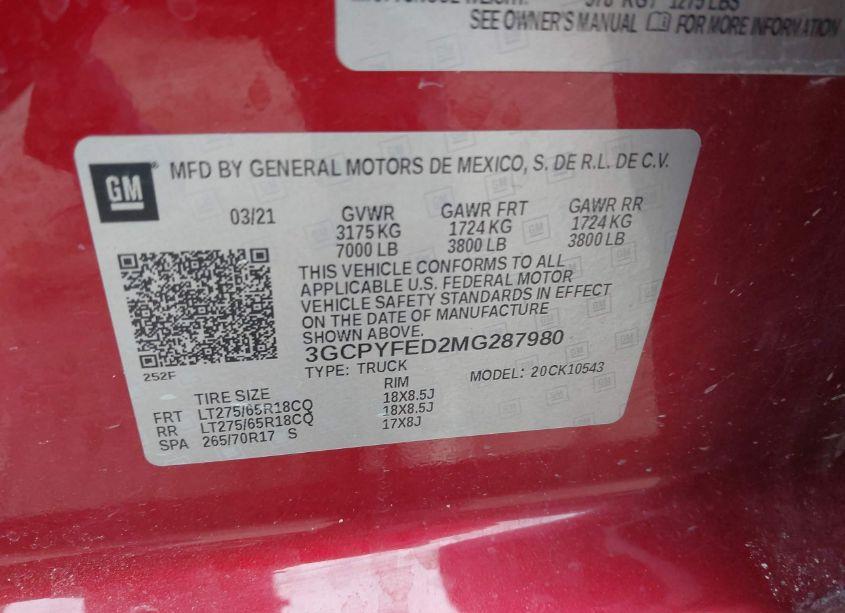 KG / 1275 LBS
SEE OWNER'S MANUAL FOR MORE INFORMATION
GM MFD BY GENERAL MOTORS DE MEXICO, S. DE R.L. DE C.V.
03/21 GVWR GAWR FRT GAWR RR
3175 KG 1724 KG 1724 KG
7000 LB 3800 LB 3800 LB
THIS VEHICLE CONFORMS TO ALL
APPLICABLE U.S. FEDERAL MOTOR
VEHICLE SAFETY STANDARDS IN EFFECT
ON THE DATE OF MANUFACTURE
SHOWN ABOVE.
3GCPYFED2MG287980
252F TYPE: TRUCK MODEL: 20CK10543
TIRE SIZE RIM
FRT LT275/65R18CQ 18X8.5J
RR LT275/65R18CQ 18X8.5J
SPA 265/70R17 S 17X8J